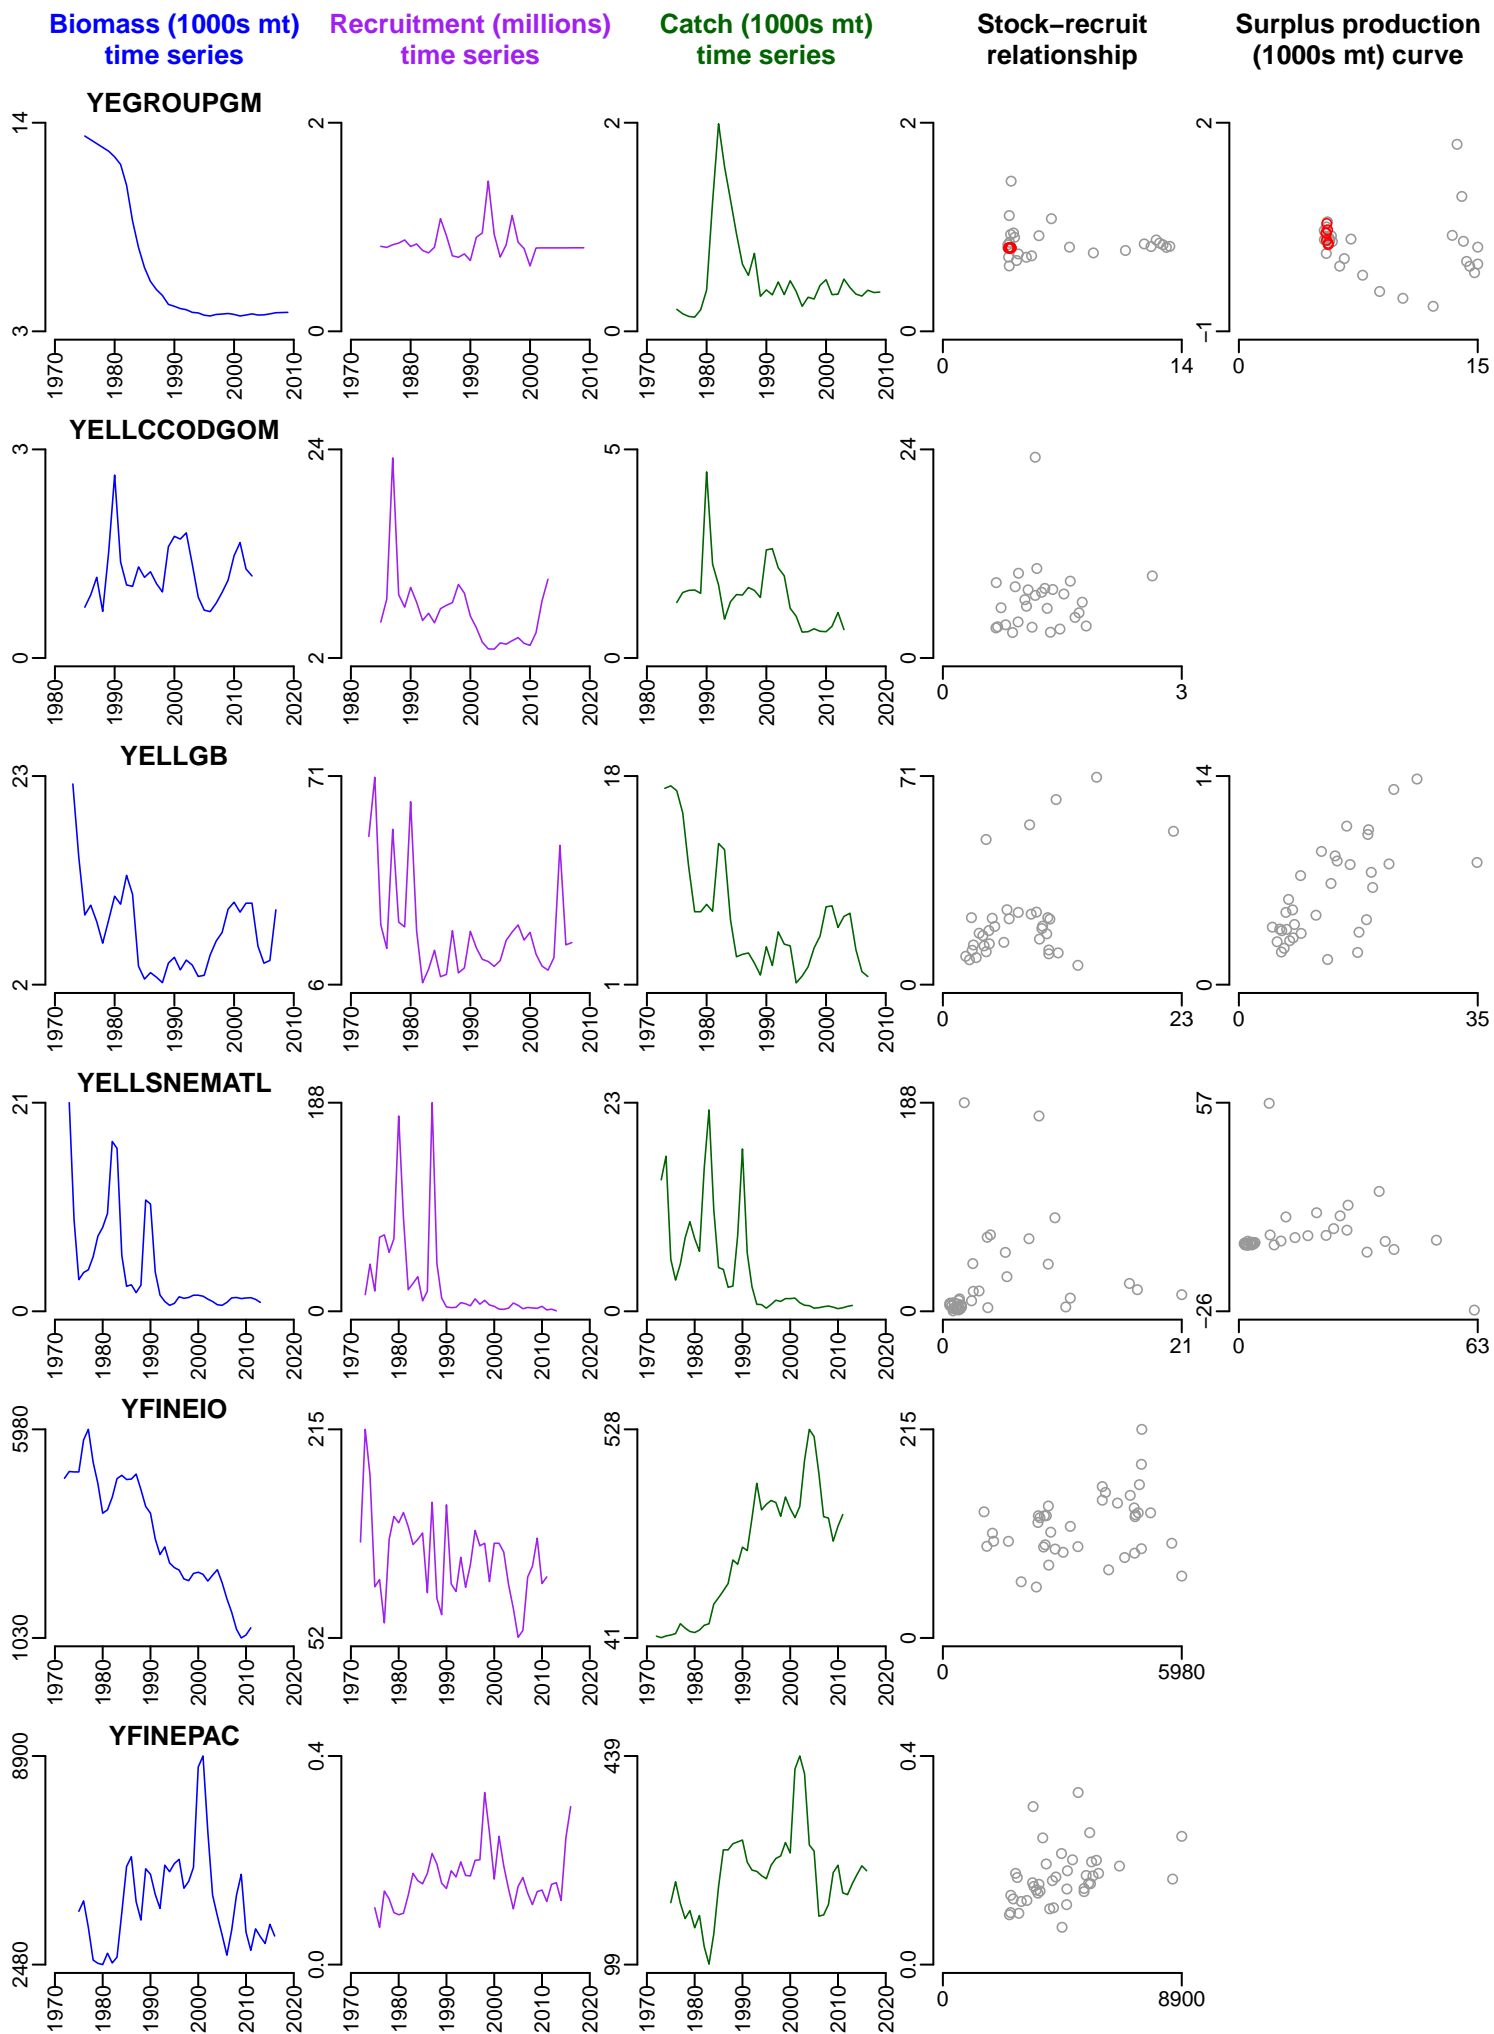 Biomass (1000s mt)
time series
Recruitment (millions)
time series
Catch (1000s mt)
time series
Stock−recruit
relationship
Surplus production
(1000s mt) curve
YEGROUPGM
3 14
1970 1980 1990 2000 2010
0 2
1970 1980 1990 2000 2010
0 2
1970 1980 1990 2000 2010
0 2
0 14
−1 2
0 15
YELLCCODGOM
0 3
1980 1990 2000 2010 2020
2 24
1980 1990 2000 2010 2020
0 5
1980 1990 2000 2010 2020
0 24
0 3
YELLGB
2 23
1970 1980 1990 2000 2010
6 71
1970 1980 1990 2000 2010
1 18
1970 1980 1990 2000 2010
0 71
0 23
0 14
0 35
YELLSNEMATL
0 21
1970 1980 1990 2000 2010 2020
0 188
1970 1980 1990 2000 2010 2020
0 23
1970 1980 1990 2000 2010 2020
0 188
0 21
−26 57
0 63
YFINEIO
1030 5980
1970 1980 1990 2000 2010 2020
52 215
1970 1980 1990 2000 2010 2020
41 528
1970 1980 1990 2000 2010 2020
0 215
0 5980
YFINEPAC
2480 8900
1970 1980 1990 2000 2010 2020
0.0 0.4
1970 1980 1990 2000 2010 2020
99 439
1970 1980 1990 2000 2010 2020
0.0 0.4
0 8900